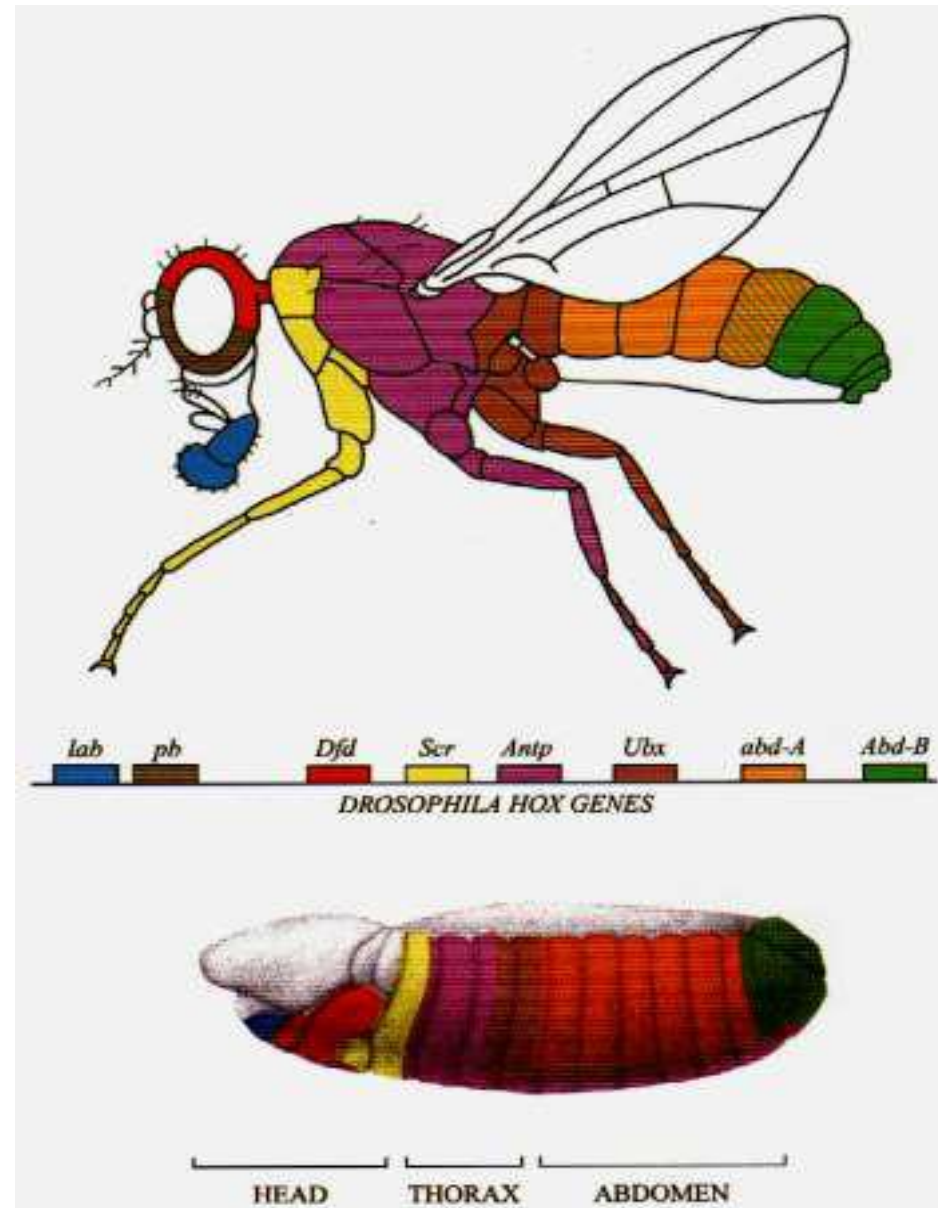 lab pb Dfd Scr Antp Ubx abd-A Abd-B
DROSOPHILA HOX GENES
HEAD THORAX ABDOMEN